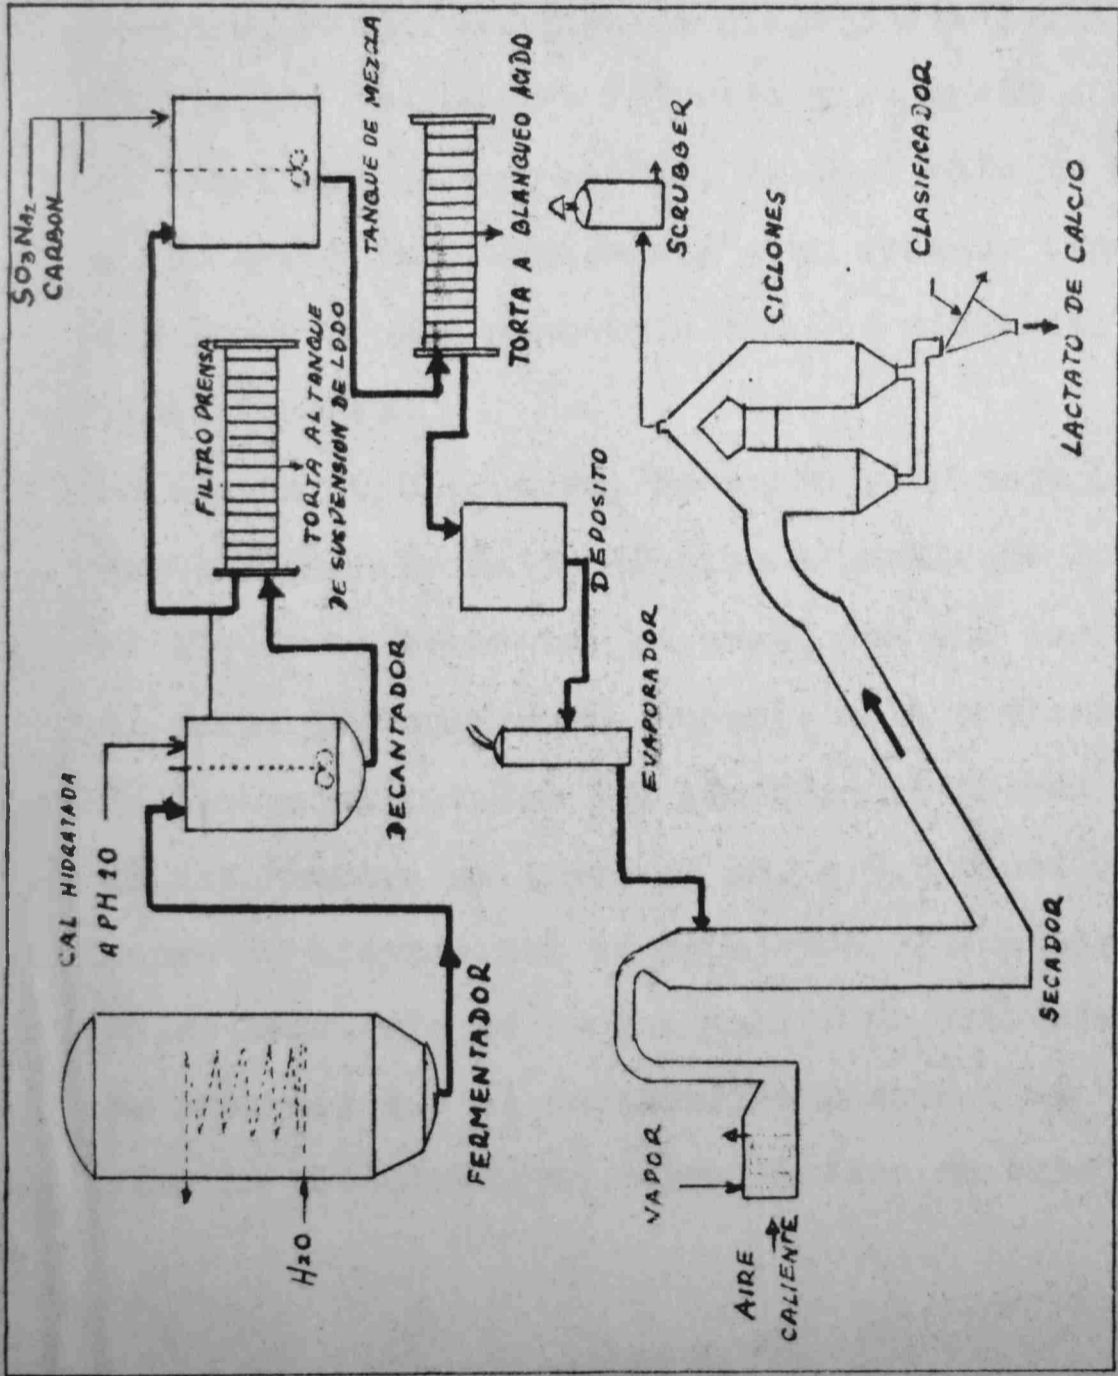 SO3NA2
CARBON
TANQUE DE MEZCLA
FILTRO PRENSA
TORTA AL TANQUE
DE SUSPENSION DE LODO
TORTA A BLANQUEO ACIDO
CAL HIDRATADA
A PH 10
DECANTADOR
FERMENTADOR
H2O
DEPOSITO
EVAPORADOR
SCRUBBER
CICLONES
CLASIFICADOR
LACTATO DE CALCIO
SECADOR
VAPOR
AIRE
CALIENTE